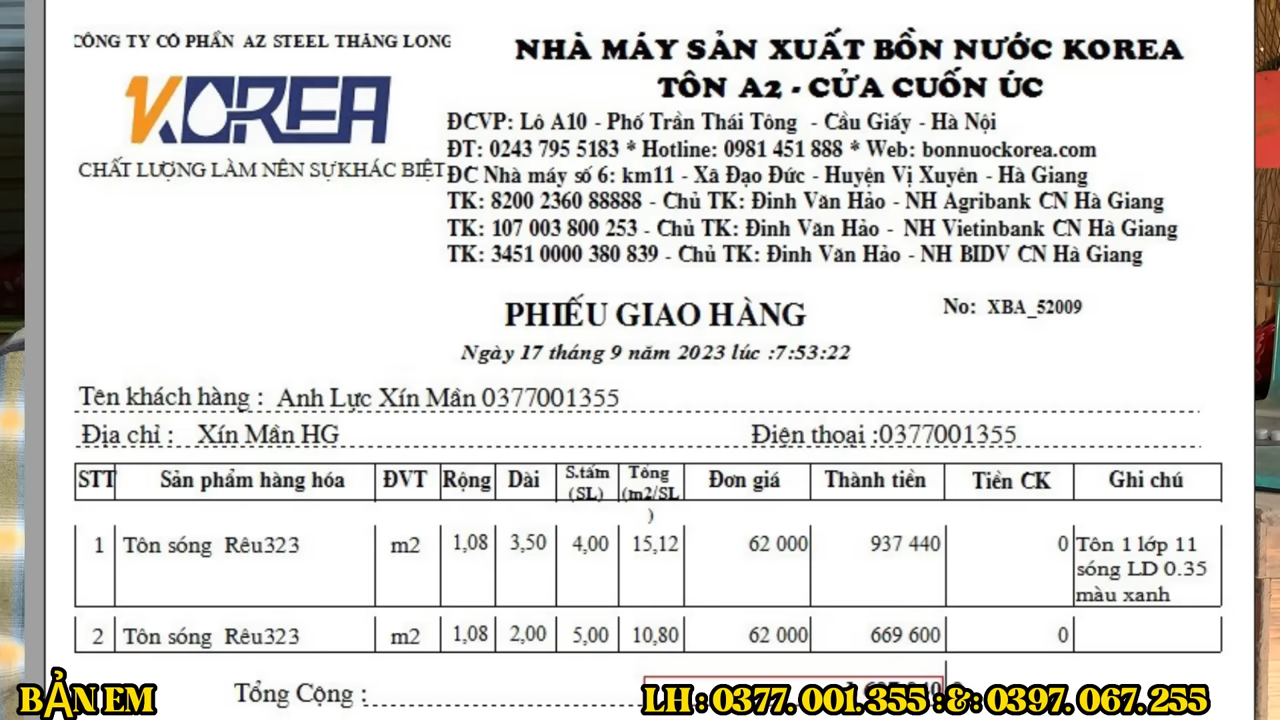 CÔNG TY CỔ PHẦN AZ STEEL THĂNG LONG
KOREA
CHẤT LƯỢNG LÀM NÊN SỰ KHÁC BIỆT
NHÀ MÁY SẢN XUẤT BỒN NƯỚC KOREA
TÔN A2 - CỬA CUỐN ÚC
ĐCVP: Lô A10 - Phố Trần Thái Tông - Cầu Giấy - Hà Nội
ĐT: 0243 795 5183 * Hotline: 0981 451 888 * Web: bonnuockorea.com
ĐC Nhà máy số 6: km11 - Xã Đạo Đức - Huyện Vị Xuyên - Hà Giang
TK: 8200 2360 88888 - Chủ TK: Đinh Văn Hảo - NH Agribank CN Hà Giang
TK: 107 003 800 253 - Chủ TK: Đinh Văn Hảo - NH Vietinbank CN Hà Giang
TK: 3451 0000 380 839 - Chủ TK: Đinh Văn Hảo - NH BIDV CN Hà Giang
PHIẾU GIAO HÀNG
No: XBA_52009
Ngày 17 tháng 9 năm 2023 lúc :7:53:22
Tên khách hàng : Anh Lực Xín Mần 0377001355
Địa chỉ : Xín Mần HG Điện thoại :0377001355
STT Sản phẩm hàng hóa ĐVT Rộng Dài S.tấm (SL) Tổng (m2/SL) Đơn giá Thành tiền Tiền CK Ghi chú
1 Tôn sóng Rêu323 m2 1,08 3,50 4,00 15,12 62 000 937 440 0 Tôn 1 lớp 11
sóng LD 0.35
màu xanh
2 Tôn sóng Rêu323 m2 1,08 2,00 5,00 10,80 62 000 669 600 0
Tổng Cộng :
BẢN EM
LH : 0377. 001. 355 :&: 0397. 067. 255